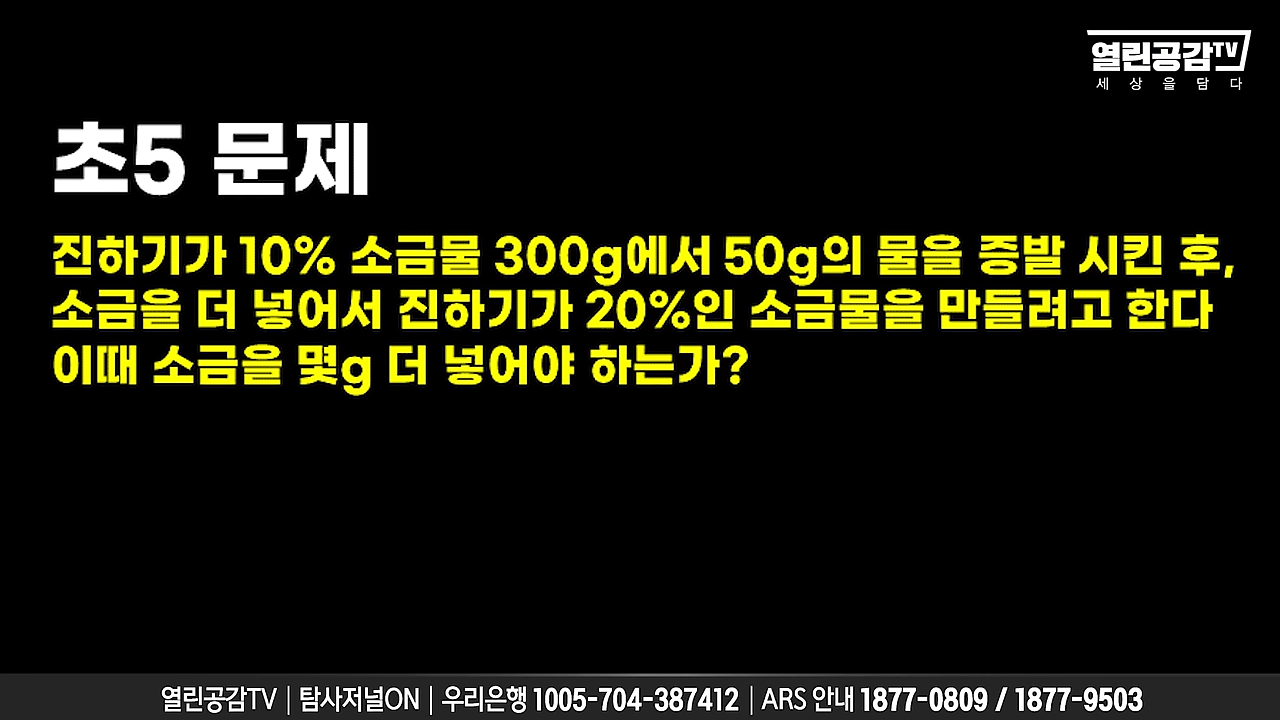 열린공감TV
세상을담다
초5 문제
진하기가 10% 소금물 300g에서 50g의 물을 증발 시킨 후,
소금을 더 넣어서 진하기가 20%인 소금물을 만들려고 한다
이때 소금을 몇g 더 넣어야 하는가?
열린공감TV | 탐사저널ON | 우리은행 1005-704-387412 | ARS 안내 1877-0809 / 1877-9503